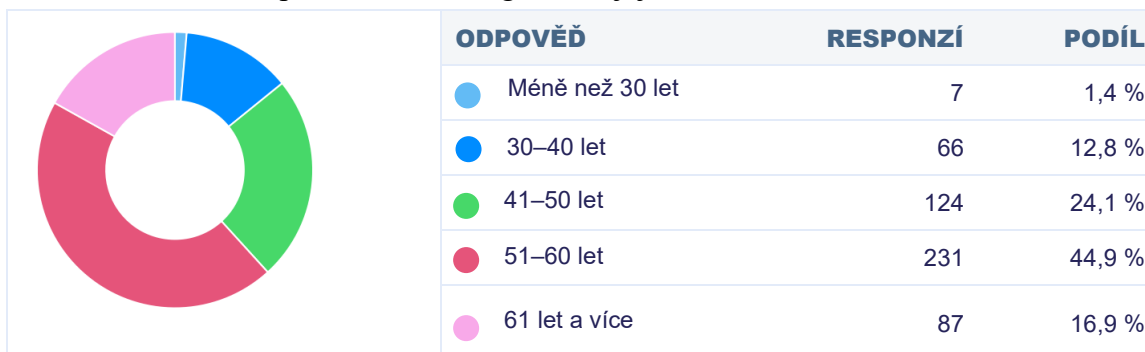 ODPOVĚĎ RESPONZÍ PODÍL
Méně než 30 let 7 1,4 %
30–40 let 66 12,8 %
41–50 let 124 24,1 %
51–60 let 231 44,9 %
61 let a více 87 16,9 %